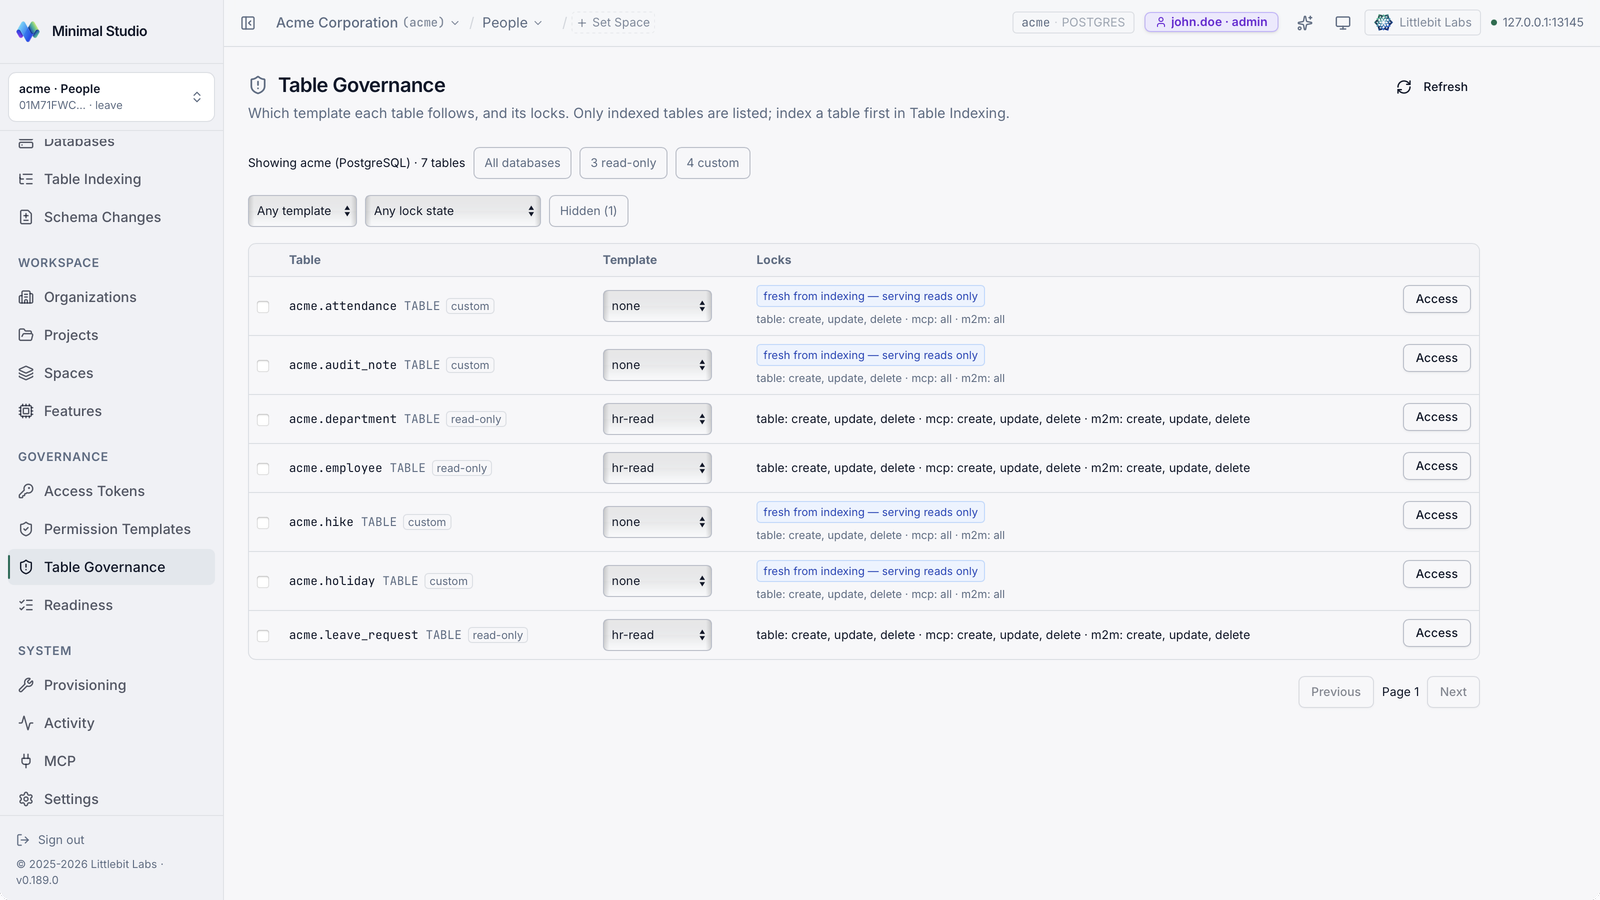 Minimal Studio
Acme Corporation (acme) / People / + Set Space
acme · POSTGRES
john.doe · admin
Littlebit Labs
127.0.0.1:13145
acme · People
01M71FWC... · leave
Databases
Table Indexing
Schema Changes
WORKSPACE
Organizations
Projects
Spaces
Features
GOVERNANCE
Access Tokens
Permission Templates
Table Governance
Readiness
SYSTEM
Provisioning
Activity
MCP
Settings
Sign out
© 2025-2026 Littlebit Labs ·
v0.189.0
Table Governance
Refresh
Which template each table follows, and its locks. Only indexed tables are listed; index a table first in Table Indexing.
Showing acme (PostgreSQL) · 7 tables All databases 3 read-only 4 custom
Any template Any lock state Hidden (1)
Table Template Locks
acme.attendance TABLE custom none fresh from indexing — serving reads only Access
table: create, update, delete · mcp: all · m2m: all
acme.audit_note TABLE custom none fresh from indexing — serving reads only Access
table: create, update, delete · mcp: all · m2m: all
acme.department TABLE read-only hr-read table: create, update, delete · mcp: create, update, delete · m2m: create, update, delete Access
acme.employee TABLE read-only hr-read table: create, update, delete · mcp: create, update, delete · m2m: create, update, delete Access
acme.hike TABLE custom none fresh from indexing — serving reads only Access
table: create, update, delete · mcp: all · m2m: all
acme.holiday TABLE custom none fresh from indexing — serving reads only Access
table: create, update, delete · mcp: all · m2m: all
acme.leave_request TABLE read-only hr-read table: create, update, delete · mcp: create, update, delete · m2m: create, update, delete Access
Previous Page 1 Next